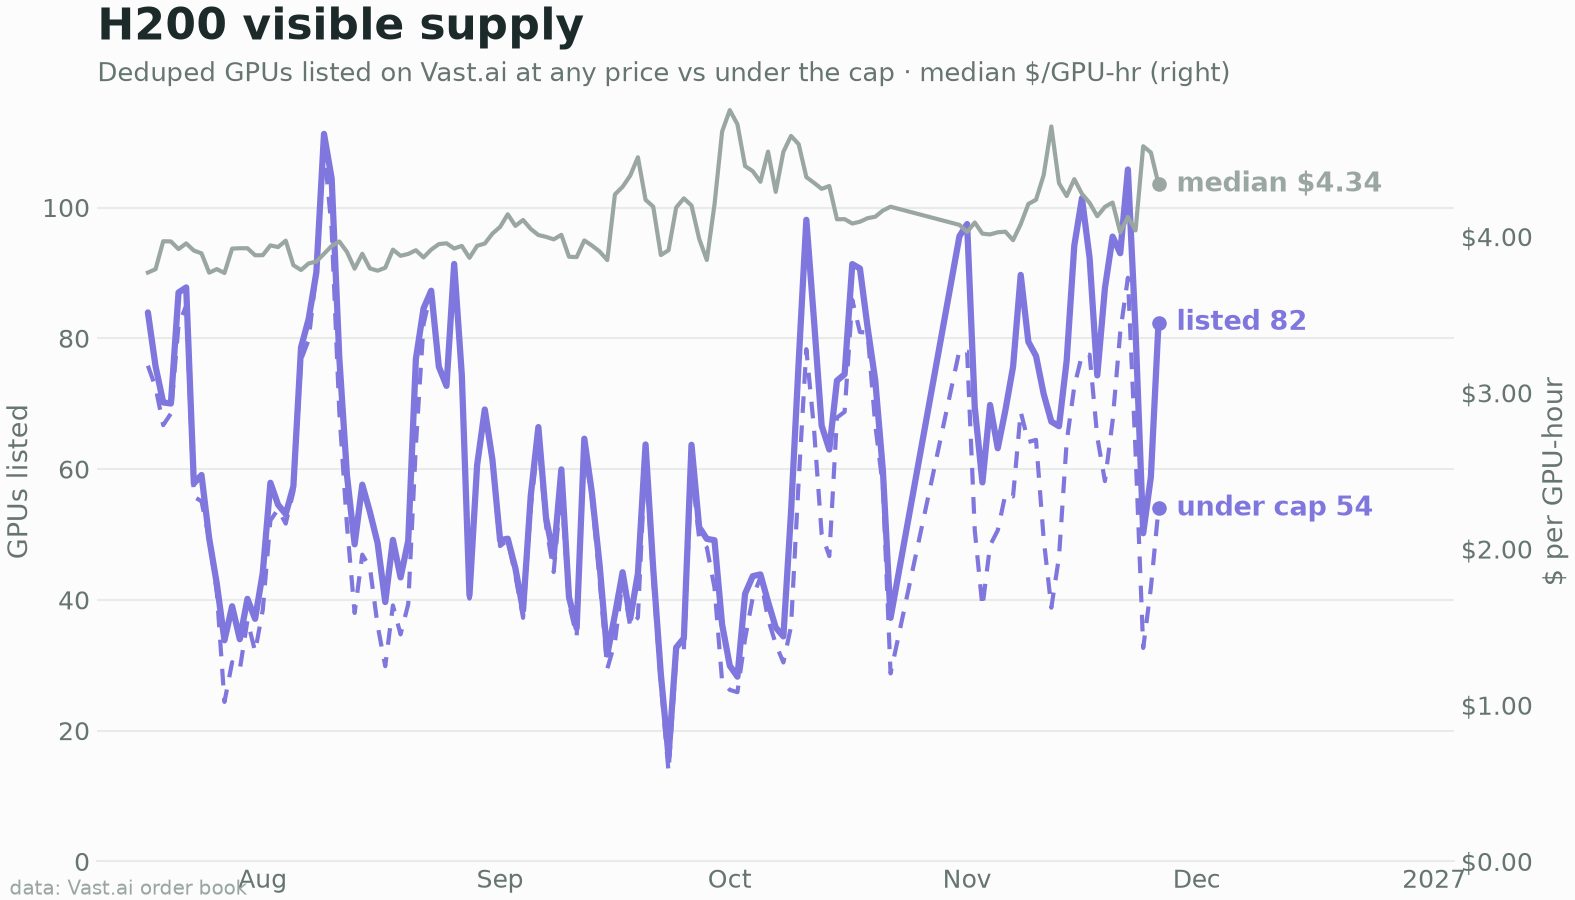 H200 visible supply
Deduped GPUs listed on Vast.ai at any price vs under the cap · median $/GPU-hr (right)
GPUs listed
100
80
60
40
20
0
median $4.34
listed 82
under cap 54
$4.00
$3.00
$2.00
$1.00
$0.00
$ per GPU-hour
Aug
Sep
Oct
Nov
Dec
2027
data: Vast.ai order book